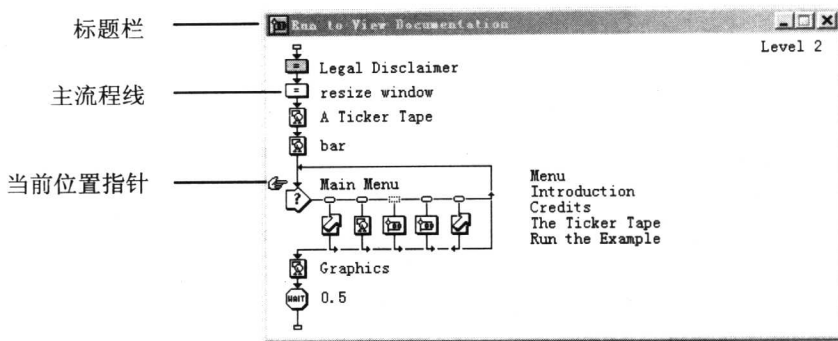 标题栏
Run to View Documentation
Level 2
Legal Disclaimer
主流程线
resize window
A Ticker Tape
bar
当前位置指针
Main Menu
Menu
Introduction
Credits
The Ticker Tape
Run the Example
Graphics
WAIT
0.5